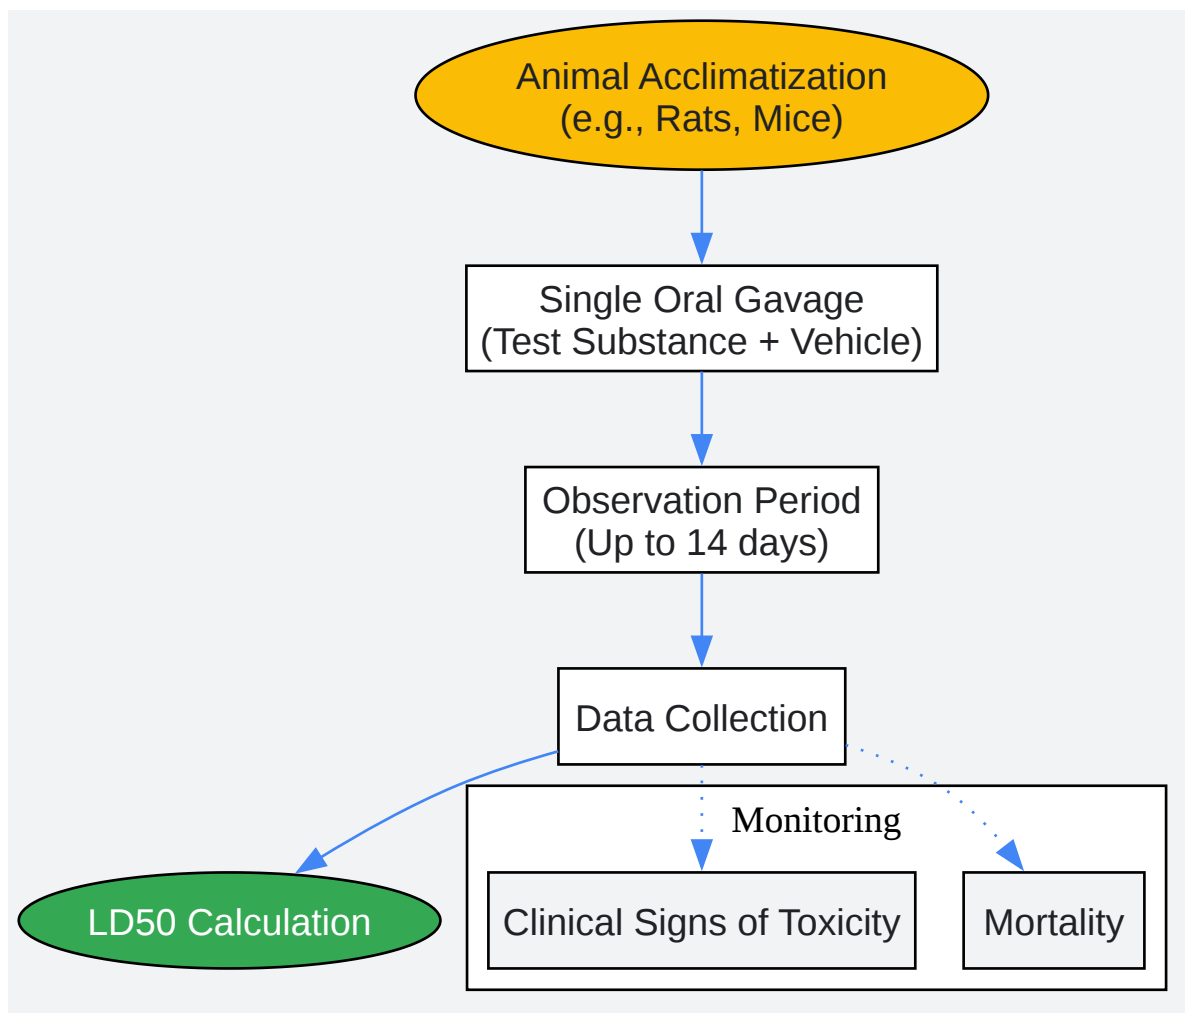 Animal Acclimatization
(e.g., Rats, Mice)
Single Oral Gavage
(Test Substance + Vehicle)
Observation Period
(Up to 14 days)
Data Collection
Monitoring
LD50 Calculation
Clinical Signs of Toxicity
Mortality